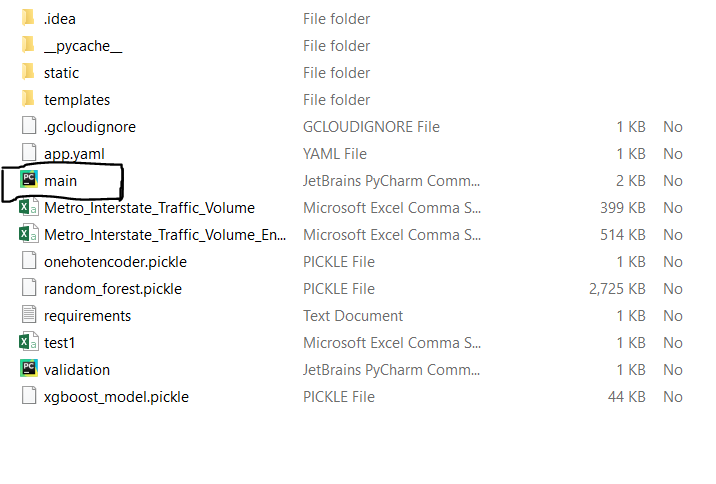 .idea File folder
__pycache__ File folder
static File folder
templates File folder
.gcloudignore GCLOUDIGNORE File 1 KB No
app.yaml YAML File 1 KB No
PC main JetBrains PyCharm Comm... 2 KB No
Metro_Interstate_Traffic_Volume Microsoft Excel Comma S... 399 KB No
Metro_Interstate_Traffic_Volume_En... Microsoft Excel Comma S... 514 KB No
onehotencoder.pickle PICKLE File 1 KB No
random_forest.pickle PICKLE File 2,725 KB No
requirements Text Document 1 KB No
test1 Microsoft Excel Comma S... 1 KB No
PC validation JetBrains PyCharm Comm... 1 KB No
xgboost_model.pickle PICKLE File 44 KB No